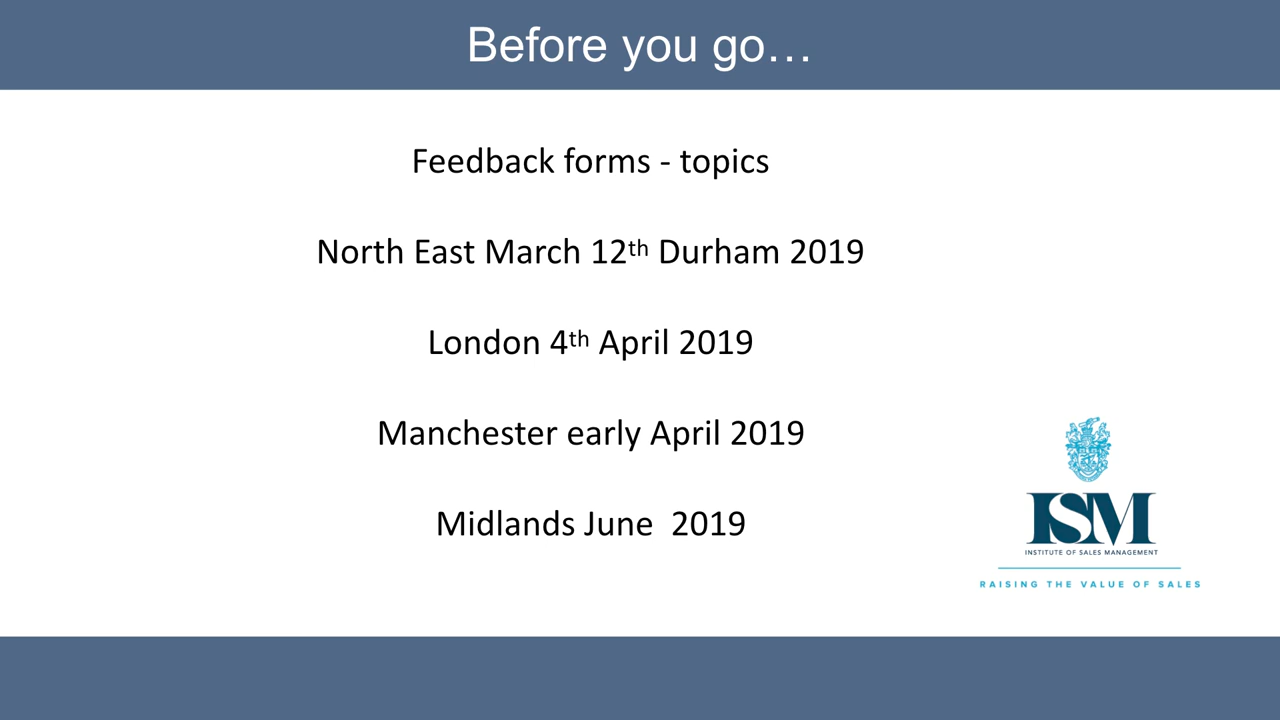 Before you go…
Feedback forms - topics
North East March 12th Durham 2019
London 4th April 2019
Manchester early April 2019
Midlands June  2019
ISM
INSTITUTE OF SALES MANAGEMENT
RAISING THE VALUE OF SALES